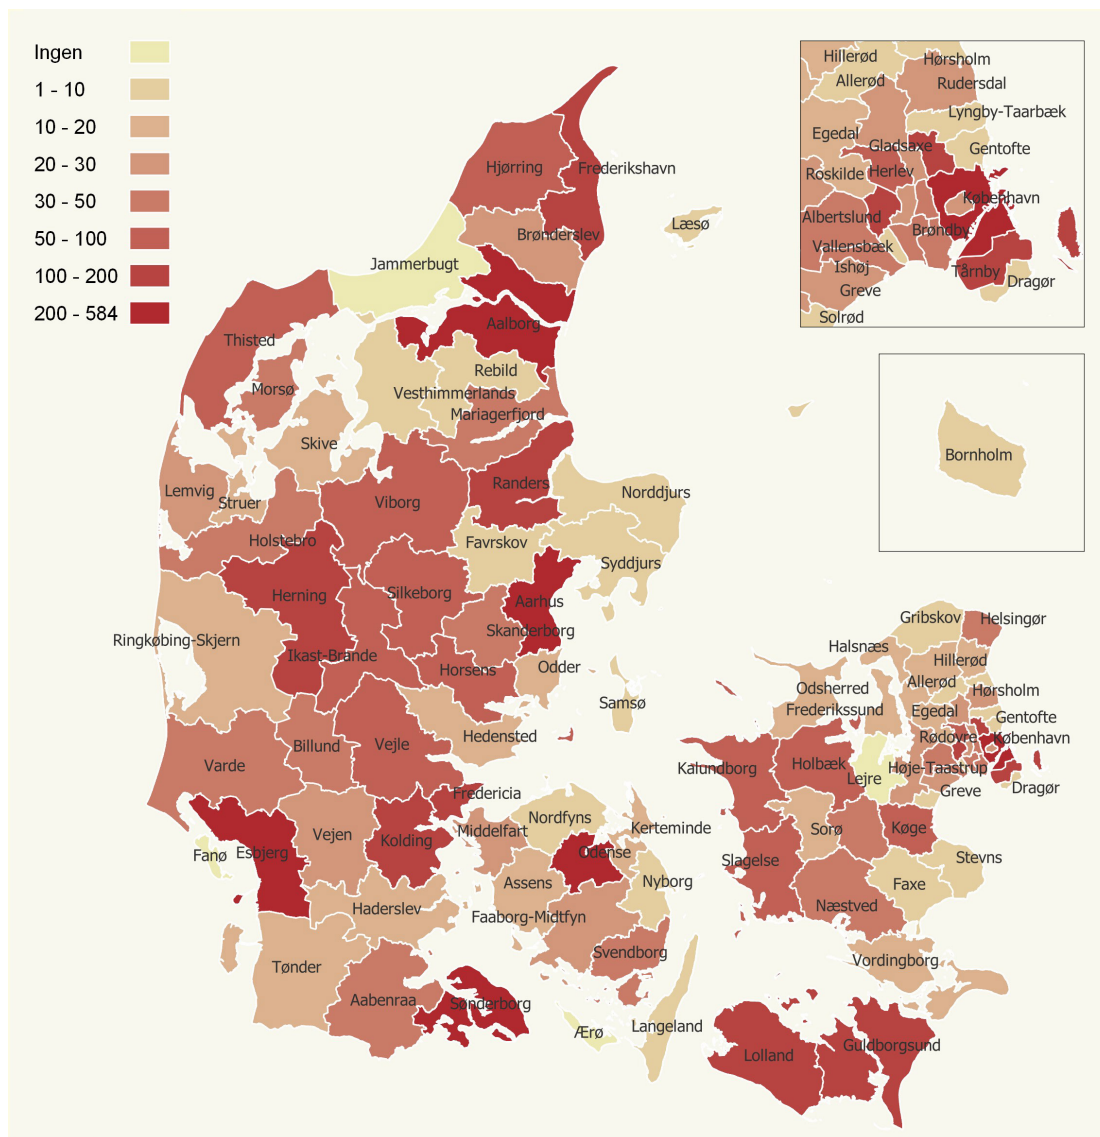 Ingen
1 - 10
10 - 20
20 - 30
30 - 50
50 - 100
100 - 200
200 - 584
Hillerød
Hørsholm
Allerød
Rudersdal
Lyngby-Taarbæk
Egedal
Gladsaxe
Gentofte
Roskilde
Herlev
København
Albertslund
Brøndby
Vallensbæk
Ishøj
Tårnby
Dragør
Greve
Solrød
Hjørring
Frederikshavn
Læsø
Brønderslev
Jammerbugt
Aalborg
Thisted
Rebild
Morsø
Vesthimmerlands
Mariagerfjord
Skive
Bornholm
Lemvig
Struer
Viborg
Randers
Norddjurs
Holstebro
Favrskov
Syddjurs
Herning
Silkeborg
Aarhus
Skanderborg
Ringkøbing-Skjern
Ikast-Brande
Horsens
Odder
Samsø
Gribskov
Helsingør
Halsnæs
Hillerød
Allerød
Hørsholm
Odsherred
Frederikssund
Egedal
Gentofte
Rødovre
København
Hedensted
Billund
Vejle
Varde
Kalundborg
Holbæk
Lejre
Høje-Taastrup
Greve
Dragør
Fredericia
Nordfyns
Kerteminde
Middelfart
Vejen
Kolding
Sorø
Køge
Fanø
Esbjerg
Odense
Slagelse
Stevns
Assens
Nyborg
Faxe
Haderslev
Faaborg-Midtfyn
Næstved
Svendborg
Vordingborg
Tønder
Aabenraa
Sønderborg
Ærø
Langeland
Lolland
Guldborgsund